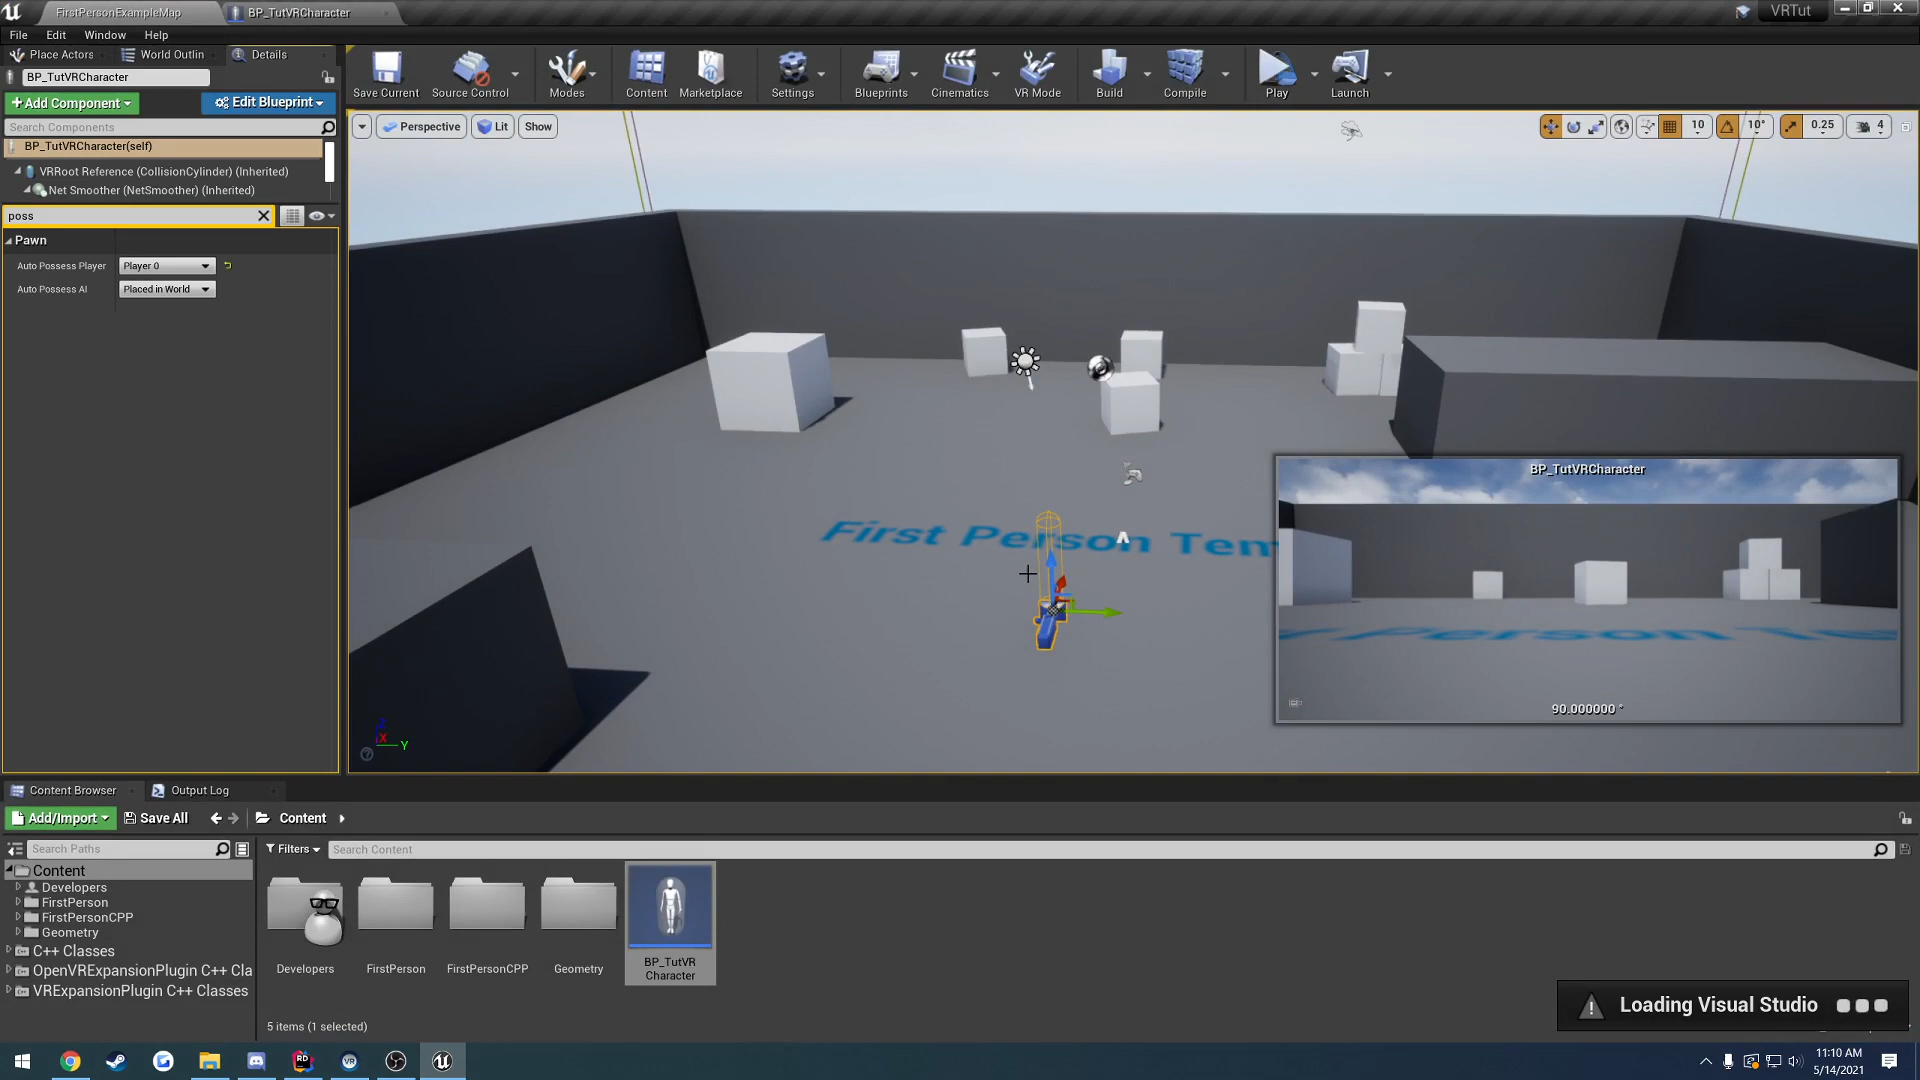 FirstPersonExampleMap
BP_TutVRCharacter
VRTut
File Edit Window Help
Place Actors World Outlin Details
BP_TutVRCharacter
+Add Component Edit Blueprint
Search Components
BP_TutVRCharacter(self)
VRRoot Reference (CollisionCylinder) (Inherited)
Net Smoother (NetSmoother) (Inherited)
poss
Pawn
Auto Possess Player Player 0
Auto Possess AI Placed in World
Save Current Source Control Modes Content Marketplace Settings Blueprints Cinematics VR Mode Build Compile Play Launch
Perspective Lit Show
10 10° 0.25 4
First Person Tem
BP_TutVRCharacter
90.000000 °
Z X Y
Content Browser Output Log
Add/Import Save All Content
Search Paths
Filters Search Content
Content
Developers
FirstPerson
FirstPersonCPP
Geometry
C++ Classes
OpenVRExpansionPlugin C++ Cla
VRExpansionPlugin C++ Classes
Developers FirstPerson FirstPersonCPP Geometry BP_TutVR
Character
5 items (1 selected)
Loading Visual Studio
11:10 AM
5/14/2021